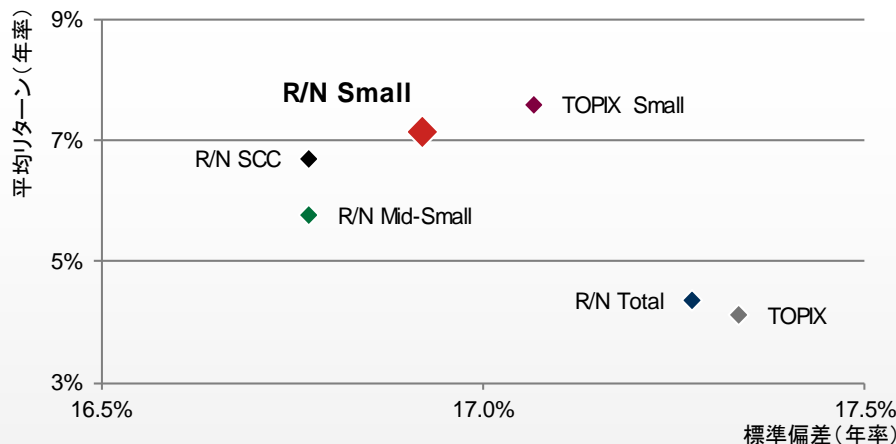 平均リターン(年率)
9%
7%
5%
3%
R/N Small
TOPIX Small
R/N SCC
R/N Mid-Small
R/N Total
TOPIX
16.5%
17.0%
17.5%
標準偏差(年率)